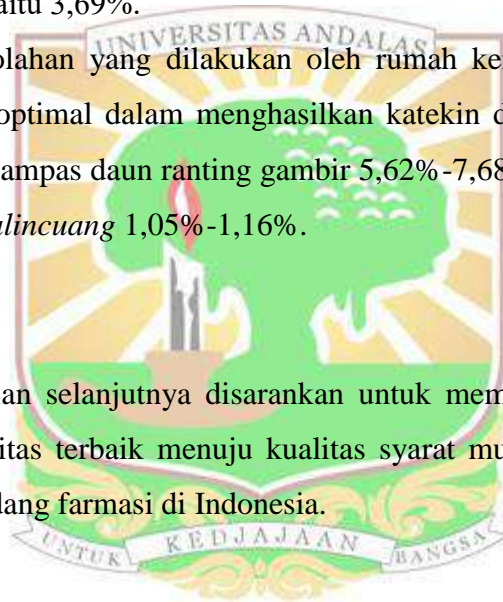 aitu 3,69%.
UNIVERSITAS ANDALAS
olahan yang dilakukan oleh rumah ke
optimal dalam menghasilkan katekin d
ampas daun ranting gambir 5,62%-7,68
alincuang 1,05%-1,16%.
an selanjutnya disarankan untuk mem
itas terbaik menuju kualitas syarat mu
dang farmasi di Indonesia.
UNTUK KEDJAJAAN BANGSA